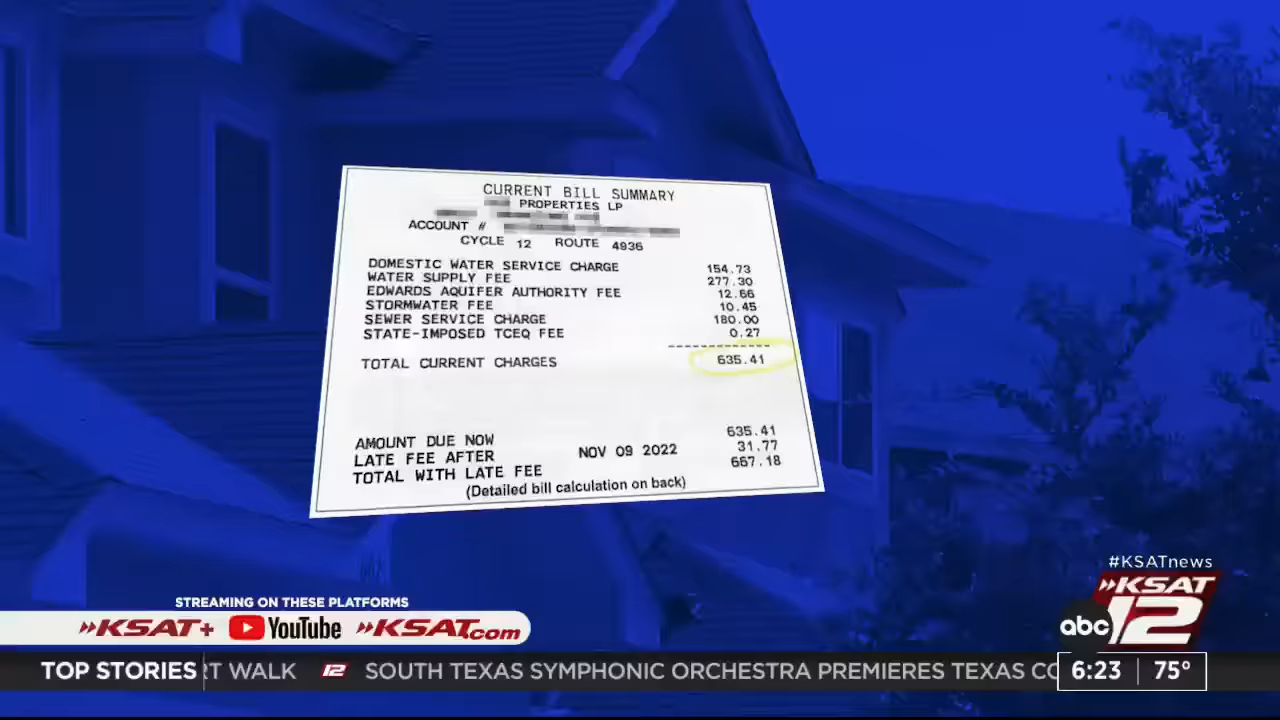 CURRENT BILL SUMMARY
PROPERTIES LP
ACCOUNT #
CYCLE 12 ROUTE 4936
DOMESTIC WATER SERVICE CHARGE 154.73
WATER SUPPLY FEE 277.30
EDWARDS AQUIFER AUTHORITY FEE 12.66
STORMWATER FEE 10.45
SEWER SERVICE CHARGE 180.00
STATE-IMPOSED TCEQ FEE 0.27
TOTAL CURRENT CHARGES 635.41
AMOUNT DUE NOW 635.41
LATE FEE AFTER NOV 09 2022 31.77
TOTAL WITH LATE FEE 667.18
(Detailed bill calculation on back)
#KSATnews
KSAT
abc 12
STREAMING ON THESE PLATFORMS
KSAT+ YouTube KSAT.com
TOP STORIES RT WALK 12 SOUTH TEXAS SYMPHONIC ORCHESTRA PREMIERES TEXAS CO 6:23 75°